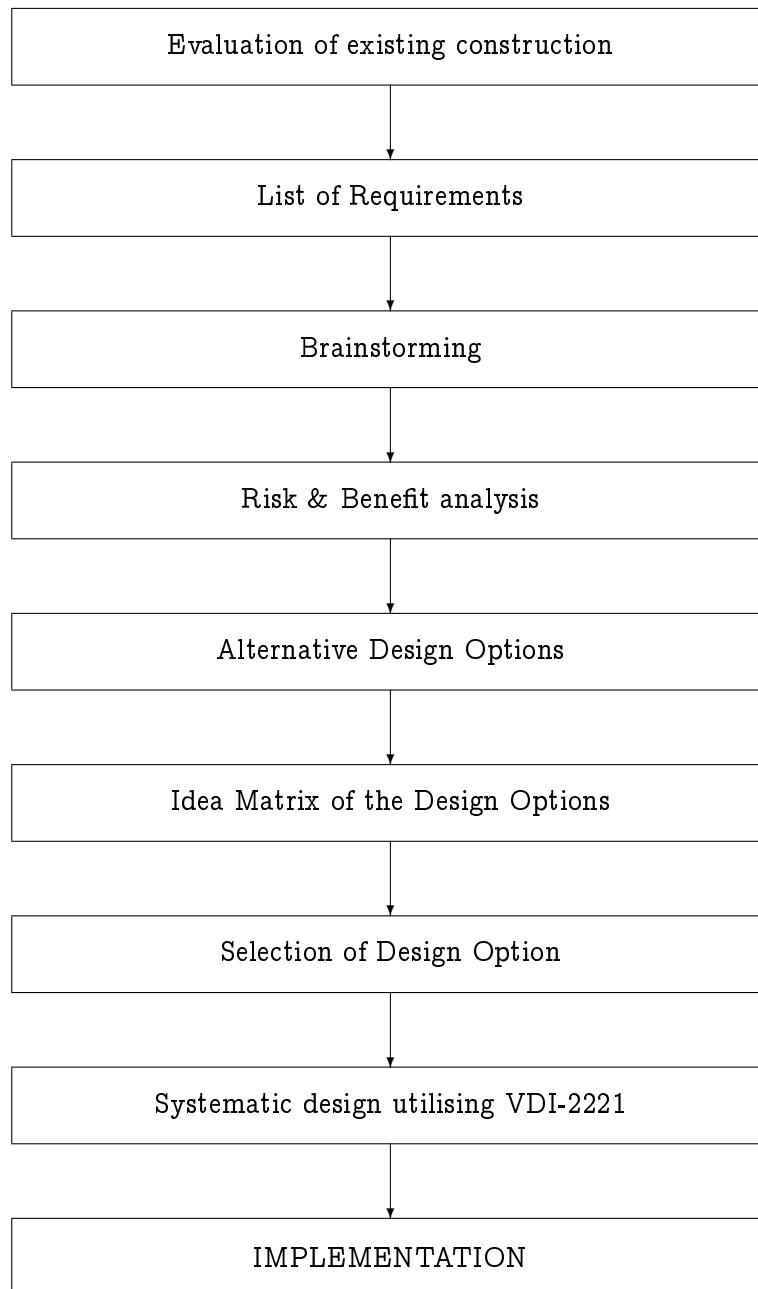 Evaluation of existing construction
List of Requirements
Brainstorming
Risk & Benefit analysis
Alternative Design Options
Idea Matrix of the Design Options
Selection of Design Option
Systematic design utilising VDI-2221
IMPLEMENTATION